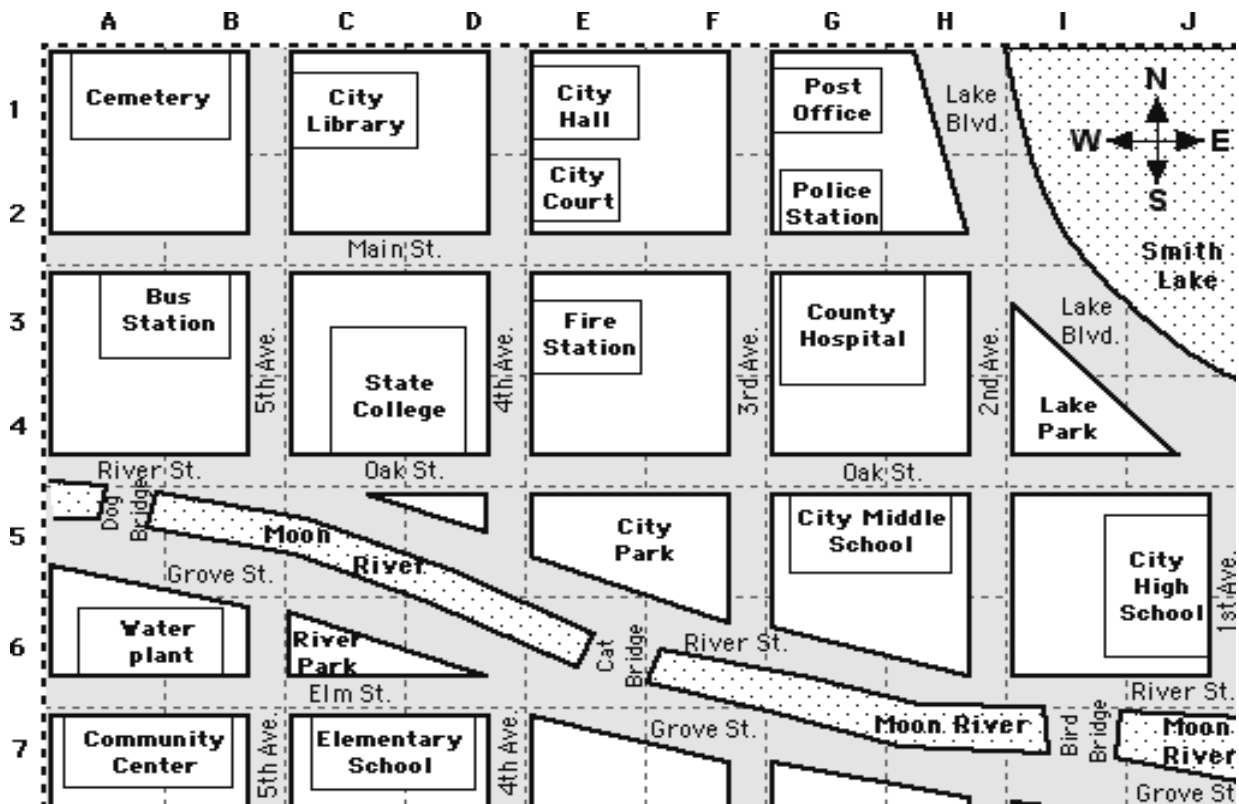 A B C D E F G H I J
1
Cemetery
City
Library
City
Hall
Post
Office
Lake
Blvd.
N
W E
S
2
City
Court
Police
Station
Smith
Lake
Main St.
3
Bus
Station
5th Ave.
State
College
4th Ave.
Fire
Station
3rd Ave.
County
Hospital
2nd Ave.
Lake
Blvd.
4
Lake
Park
River St.
Oak St.
Oak St.
5
Dog
Bridge
Moon
River
City
Park
City Middle
School
City
High
School
1st Ave.
Grove St.
6
Water
plant
River
Park
Cat
Bridge
River St.
Elm St.
River St.
7
Community
Center
5th Ave.
Elementary
School
4th Ave.
Grove St.
Moon River
Bird
Bridge
Moon
River
Grove St